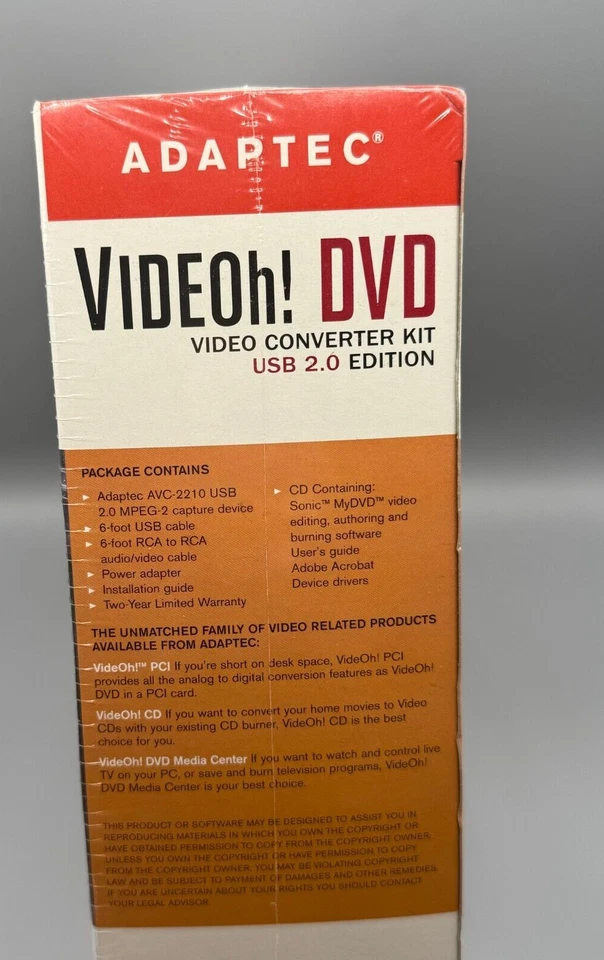 ADAPTEC®
VIDEOh! DVD
VIDEO CONVERTER KIT
USB 2.0 EDITION
PACKAGE CONTAINS
► Adaptec AVC-2210 USB
2.0 MPEG-2 capture device
► 6-foot USB cable
► 6-foot RCA to RCA
audio/video cable
► Power adapter
► Installation guide
► Two-Year Limited Warranty
► CD Containing:
Sonic™ MyDVD™ video
editing, authoring and
burning software
User's guide
Adobe Acrobat
Device drivers
THE UNMATCHED FAMILY OF VIDEO RELATED PRODUCTS
AVAILABLE FROM ADAPTEC:
VideOh!™ PCI If you're short on desk space, VideOh! PCI
provides all the analog to digital conversion features as VideOh!
DVD in a PCI card.
VideOh! CD If you want to convert your home movies to Video
CDs with your existing CD burner, VideOh! CD is the best
choice for you.
VideOh! DVD Media Center If you want to watch and control live
TV on your PC, or save and burn television programs, VideOh!
DVD Media Center is your best choice.
THIS PRODUCT OR SOFTWARE MAY BE DESIGNED TO ASSIST YOU IN
REPRODUCING MATERIALS IN WHICH YOU OWN THE COPYRIGHT OR
HAVE OBTAINED PERMISSION TO COPY FROM THE COPYRIGHT OWNER.
UNLESS YOU OWN THE COPYRIGHT OR HAVE PERMISSION TO COPY
FROM THE COPYRIGHT OWNER, YOU MAY BE VIOLATING COPYRIGHT
LAW AND BE SUBJECT TO PAYMENT OF DAMAGES AND OTHER REMEDIES.
IF YOU ARE UNCERTAIN ABOUT YOUR RIGHTS YOU SHOULD CONTACT
YOUR LEGAL ADVISOR.